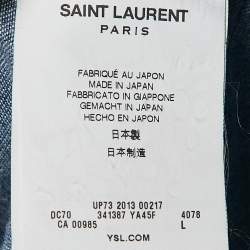 SAINT LAURENT
PARIS
FABRIQUÉ AU JAPON
MADE IN JAPAN
FABBRICATO IN GIAPPONE
GEMACHT IN JAPAN
HECHO EN JAPON
日本製
日本制造
UP73 2013 00217
DC70 341387 YA45F 4078
CA 00985 L
YSL.COM